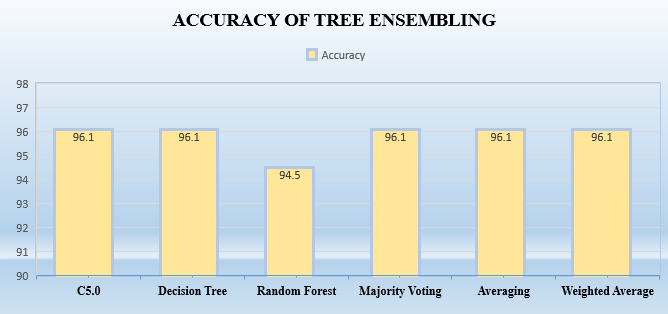 ACCURACY OF TREE ENSEMBLING
Accuracy
98
97
96
95
94
93
92
91
90
96.1 96.1 94.5 96.1 96.1 96.1
C5.0 Decision Tree Random Forest Majority Voting Averaging Weighted Average